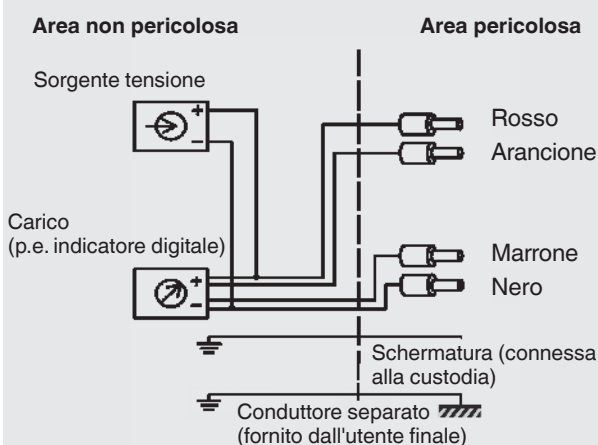 Area non pericolosa
Area pericolosa
Sorgente tensione
+
−
Rosso
Arancione
Carico
(p.e. indicatore digitale)
+
−
Marrone
Nero
Schermatura (connessa
alla custodia)
Conduttore separato
(fornito dall'utente finale)